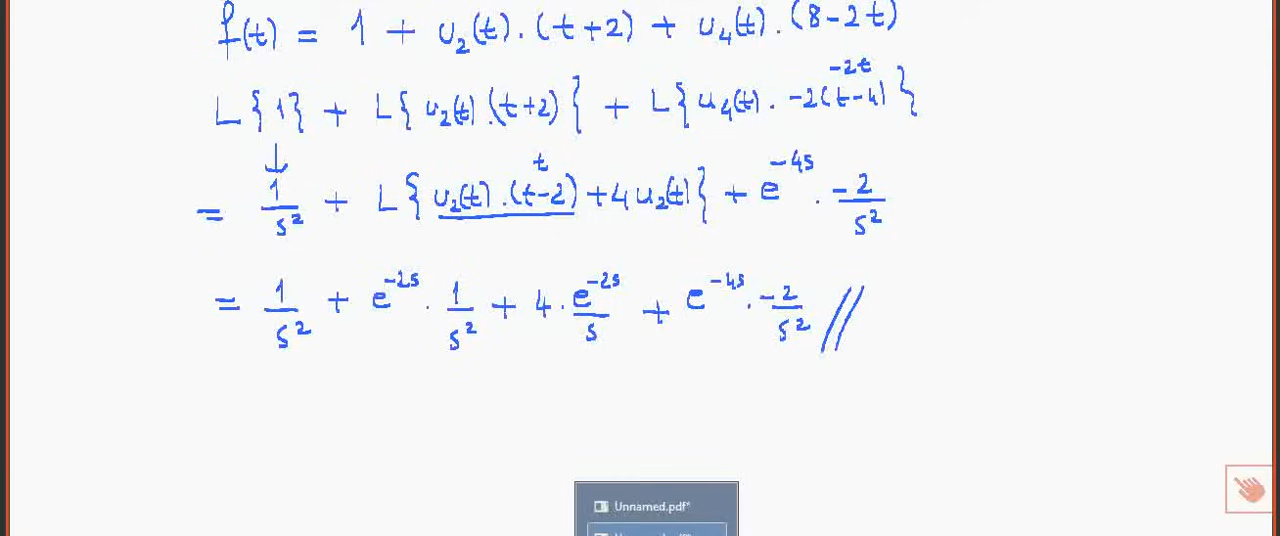 f(t) = 1 + u₂(t).(t+2) + u₄(t).(8-2t)
L{1} + L{u₂(t).(t+2)} + L{u₄(t). -2(t-4)} -2t
↓ t
= 1/s² + L{u₂(t).(t-2)+4u₂(t)} + e^-4s . -2/s²
= 1/s² + e^-2s . 1/s² + 4 . e^-2s/s + e^-4s . -2/s² //
Unnamed.pdf*